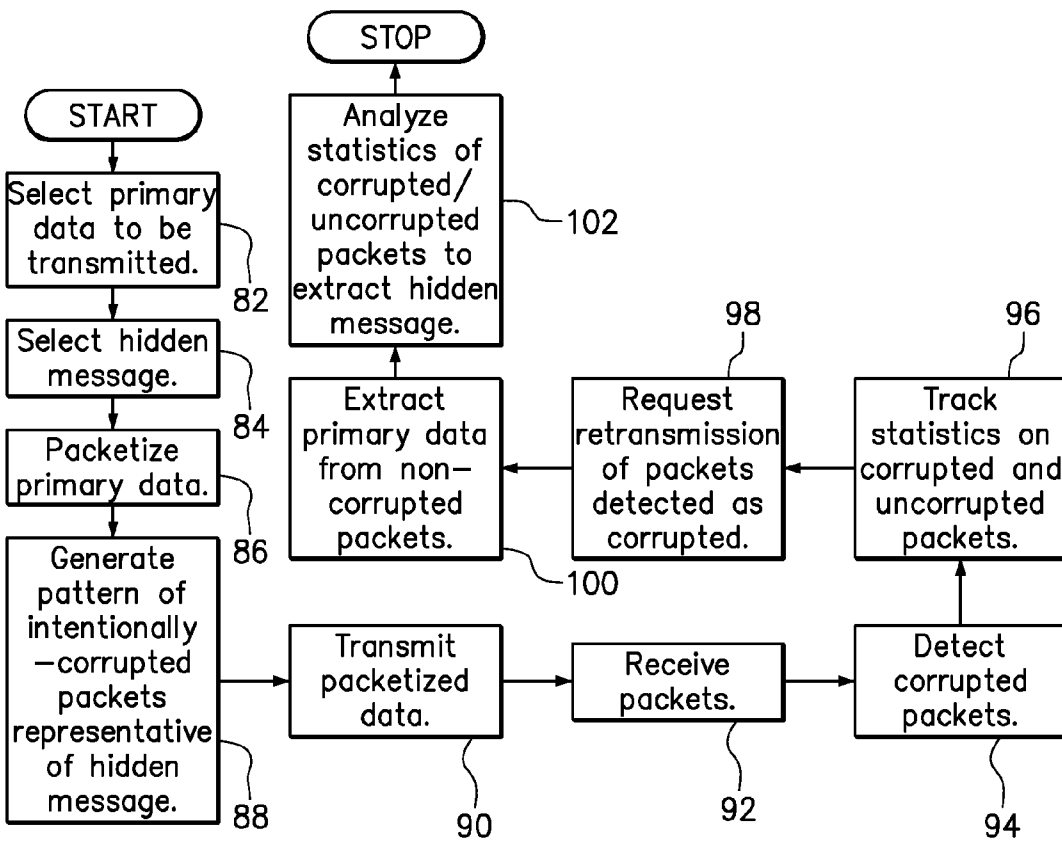 START
Select primary
data to be
transmitted.
82
Select hidden
message.
84
Packetize
primary data.
86
Generate
pattern of
intentionally
-corrupted
packets
representative
of hidden
message.
88
Transmit
packetized
data.
90
Receive
packets.
92
Detect
corrupted
packets.
94
Track
statistics on
corrupted and
uncorrupted
packets.
96
Request
retransmission
of packets
detected as
corrupted.
98
Extract
primary data
from non-
corrupted
packets.
100
Analyze
statistics of
corrupted/
uncorrupted
packets to
extract hidden
message.
102
STOP